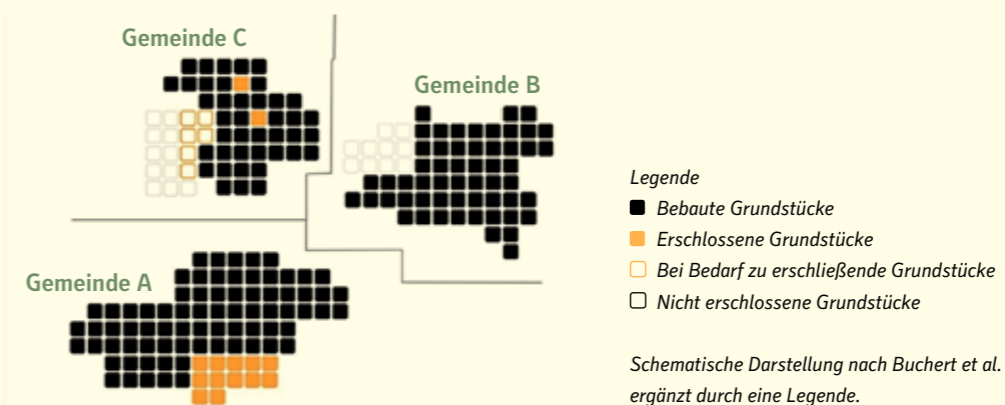 Gemeinde C
Gemeinde B
Gemeinde A
Legende
Bebaute Grundstücke
Erschlossene Grundstücke
Bei Bedarf zu erschließende Grundstücke
Nicht erschlossene Grundstücke
Schematische Darstellung nach Buchert et al.
ergänzt durch eine Legende.